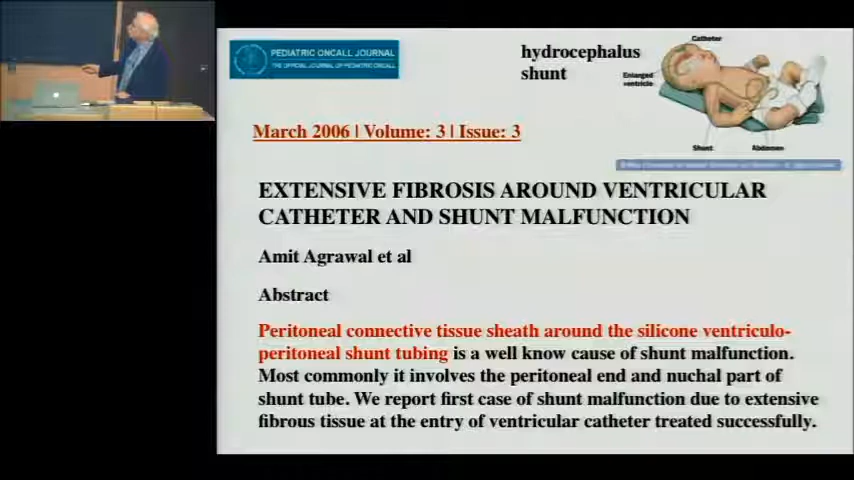 PEDIATRIC ONCALL JOURNAL
THE OFFICIAL JOURNAL OF PEDIATRIC ONCALL
hydrocephalus
shunt
Catheter
Enlarged
ventricle
Shunt
Abdomen
March 2006 | Volume: 3 | Issue: 3
EXTENSIVE FIBROSIS AROUND VENTRICULAR
CATHETER AND SHUNT MALFUNCTION
Amit Agrawal et al
Abstract
Peritoneal connective tissue sheath around the silicone ventriculo-
peritoneal shunt tubing is a well know cause of shunt malfunction.
Most commonly it involves the peritoneal end and nuchal part of
shunt tube. We report first case of shunt malfunction due to extensive
fibrous tissue at the entry of ventricular catheter treated successfully.